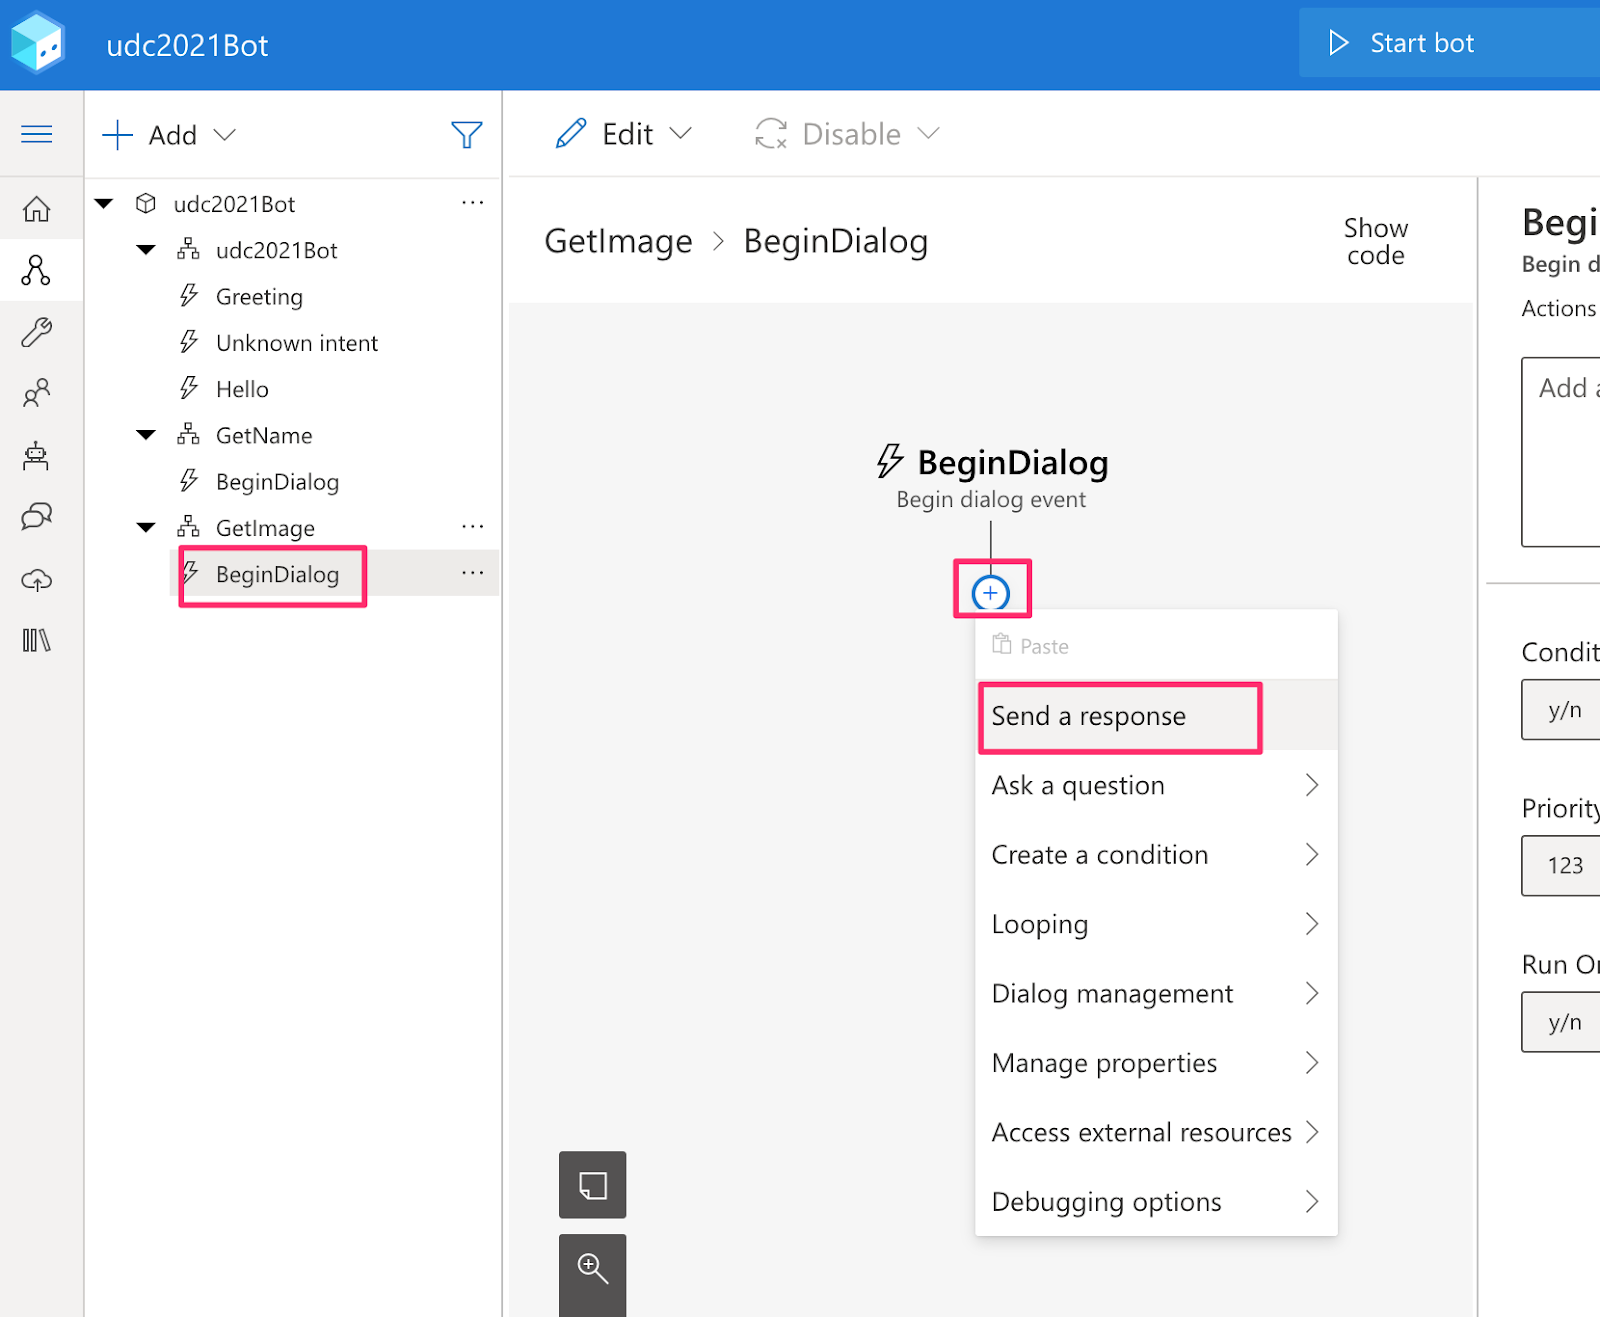 udc2021Bot
Start bot
Add
Edit
Disable
udc2021Bot
udc2021Bot
Greeting
Unknown intent
Hello
GetName
BeginDialog
GetImage
BeginDialog
GetImage > BeginDialog
Show
code
BeginDialog
Begin dialog event
Paste
Send a response
Ask a question
Create a condition
Looping
Dialog management
Manage properties
Access external resources
Debugging options
Begi
Begin d
Actions
Add a
Condit
y/n
Priority
123
Run On
y/n